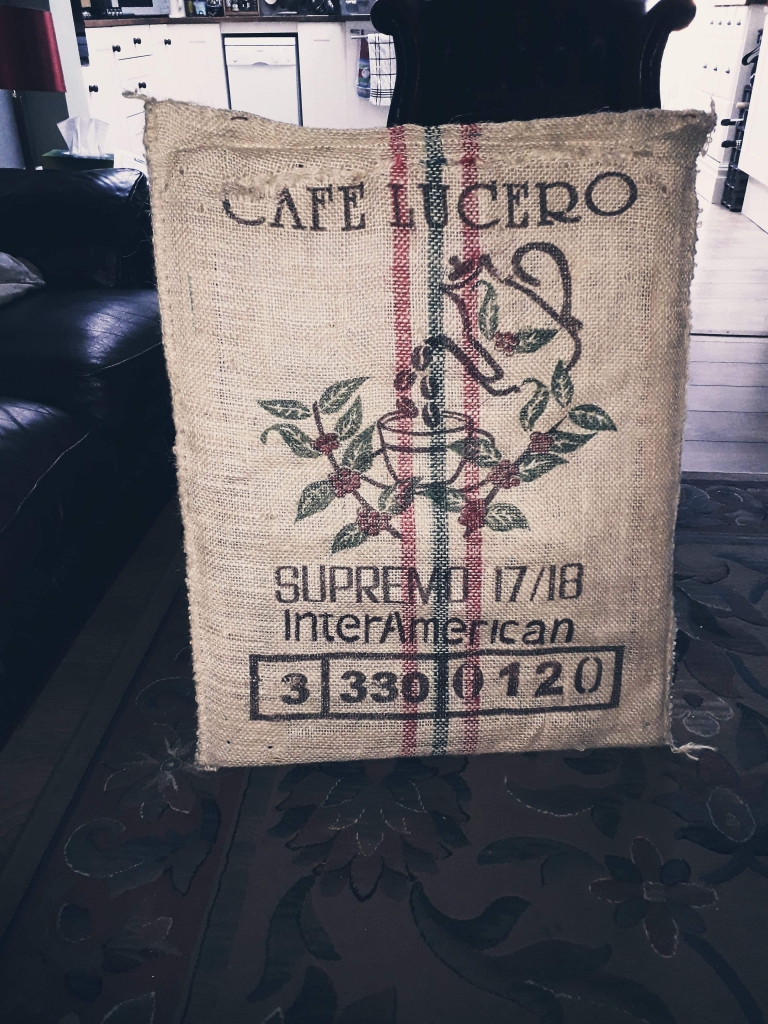 CAFE LUCERO
SUPREMO 17/18
InterAmerican
3 330 0120